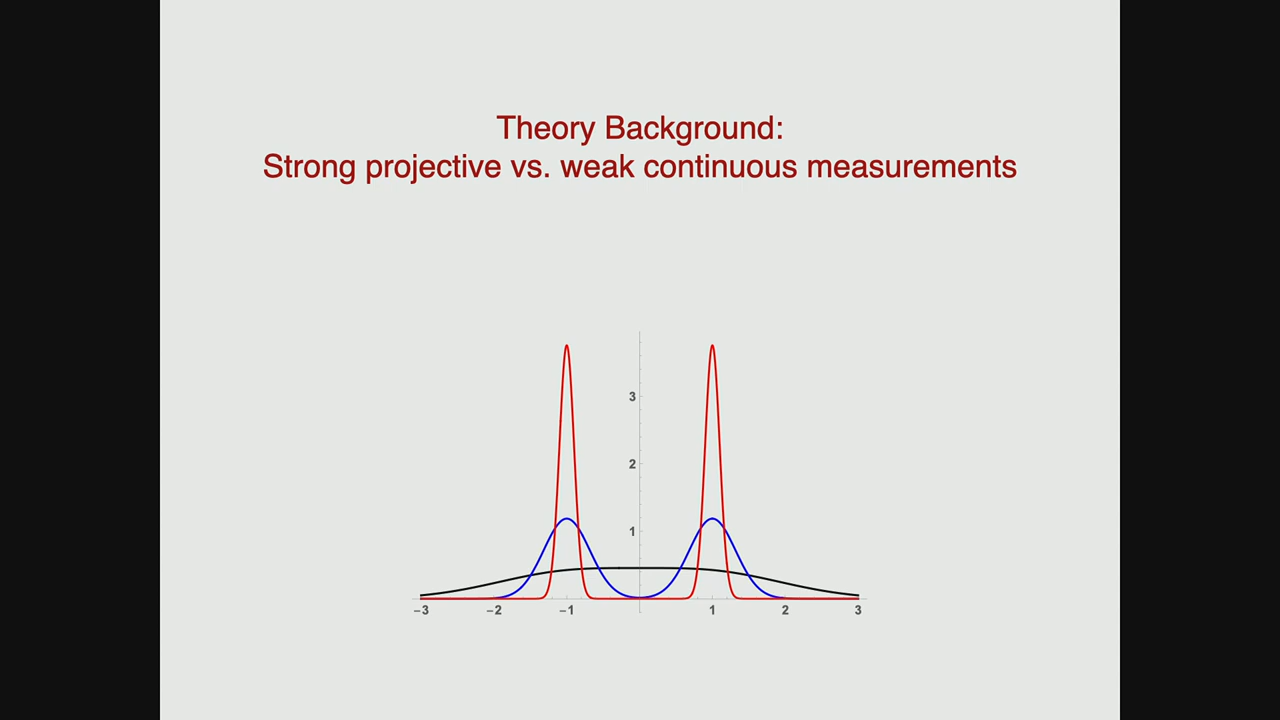 Theory Background:
Strong projective vs. weak continuous measurements
3
2
1
−3 −2 −1 1 2 3